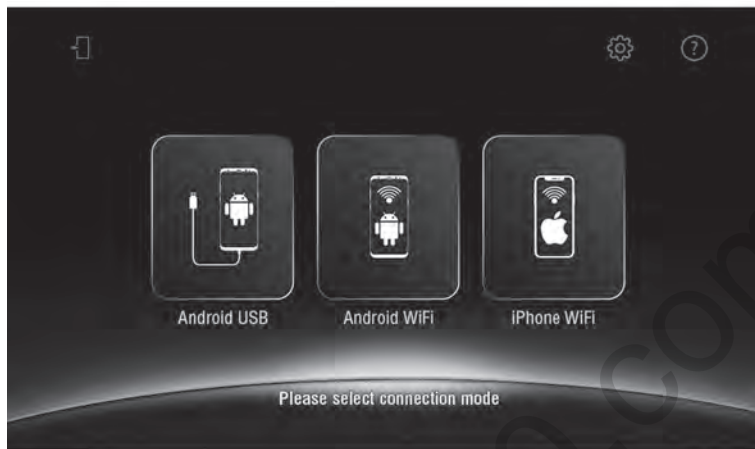 Android USB
Android WiFi
iPhone WiFi
Please select connection mode